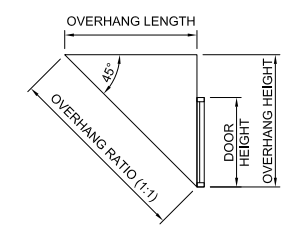 OVERHANG LENGTH
45°
OVERHANG RATIO (1:1)
DOOR
HEIGHT
OVERHANG HEIGHT